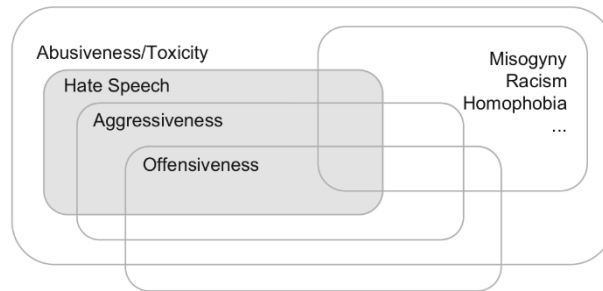 Abusiveness/Toxicity
Hate Speech
Aggressiveness
Offensiveness
Misogyny
Racism
Homophobia
...